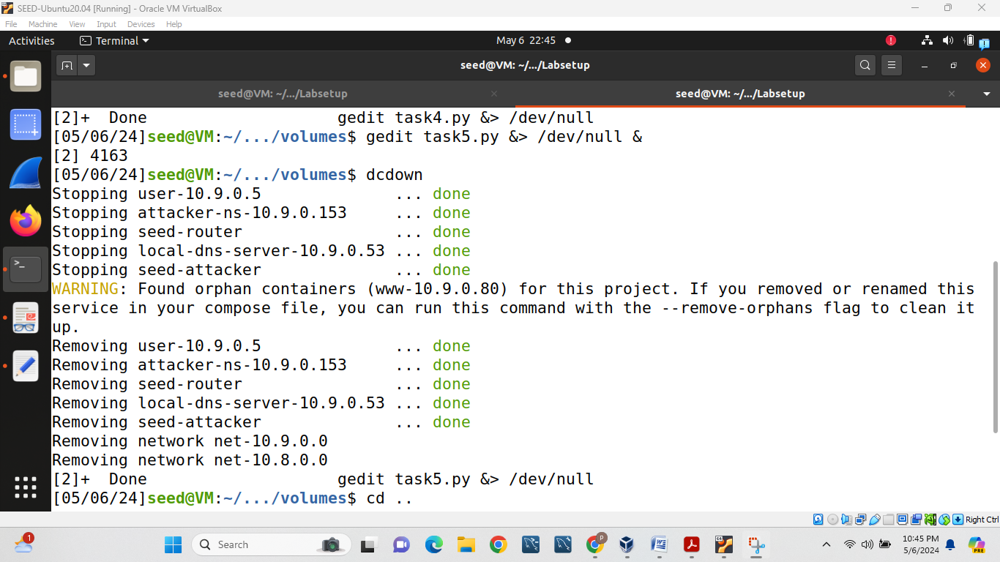 SEED-Ubuntu20.04 [Running] - Oracle VM VirtualBox
File Machine View Input Devices Help
Activities Terminal May 6 22:45
seed@VM: ~/.../Labsetup
seed@VM: ~/.../Labsetup seed@VM: ~/.../Labsetup
[2]+  Done                    gedit task4.py &> /dev/null
[05/06/24]seed@VM:~/.../volumes$ gedit task5.py &> /dev/null &
[2] 4163
[05/06/24]seed@VM:~/.../volumes$ dcdown
Stopping user-10.9.0.5              ... done
Stopping attacker-ns-10.9.0.153     ... done
Stopping seed-router                ... done
Stopping local-dns-server-10.9.0.53 ... done
Stopping seed-attacker              ... done
WARNING: Found orphan containers (www-10.9.0.80) for this project. If you removed or renamed this
service in your compose file, you can run this command with the --remove-orphans flag to clean it
up.
Removing user-10.9.0.5              ... done
Removing attacker-ns-10.9.0.153     ... done
Removing seed-router                ... done
Removing local-dns-server-10.9.0.53 ... done
Removing seed-attacker              ... done
Removing network net-10.9.0.0
Removing network net-10.8.0.0
[2]+  Done                    gedit task5.py &> /dev/null
[05/06/24]seed@VM:~/.../volumes$ cd ..
Right Ctrl
1
Search
P
W
64
PRE
10:45 PM
5/6/2024